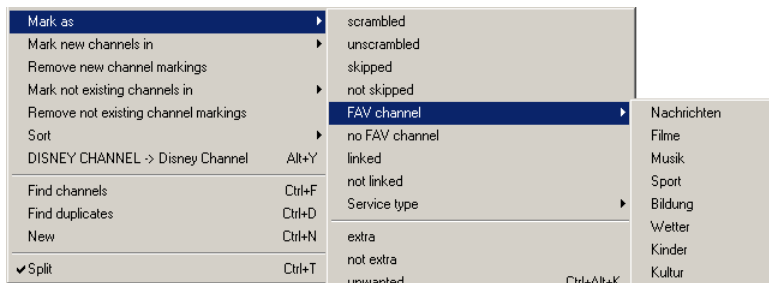 Mark as
Mark new channels in
Remove new channel markings
Mark not existing channels in
Remove not existing channel markings
Sort
DISNEY CHANNEL -> Disney Channel Alt+Y
Find channels Ctrl+F
Find duplicates Ctrl+D
New Ctrl+N
✔Split Ctrl+T
scrambled
unscrambled
skipped
not skipped
FAV channel
no FAV channel
linked
not linked
Service type
extra
not extra
unwanted Ctrl+Alt+K
Nachrichten
Filme
Musik
Sport
Bildung
Wetter
Kinder
Kultur